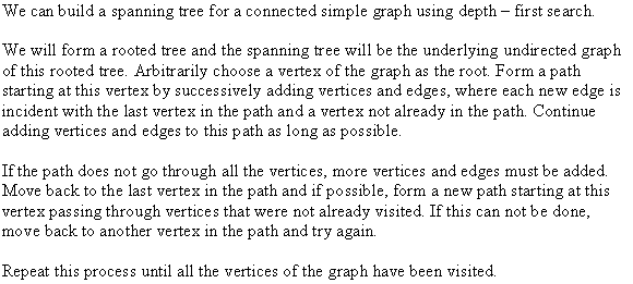 We can build a spanning tree for a connected simple graph using depth – first search.
We will form a rooted tree and the spanning tree will be the underlying undirected graph
of this rooted tree. Arbitrarily choose a vertex of the graph as the root. Form a path
starting at this vertex by successively adding vertices and edges, where each new edge is
incident with the last vertex in the path and a vertex not already in the path. Continue
adding vertices and edges to this path as long as possible.
If the path does not go through all the vertices, more vertices and edges must be added.
Move back to the last vertex in the path and if possible, form a new path starting at this
vertex passing through vertices that were not already visited. If this can not be done,
move back to another vertex in the path and try again.
Repeat this process until all the vertices of the graph have been visited.